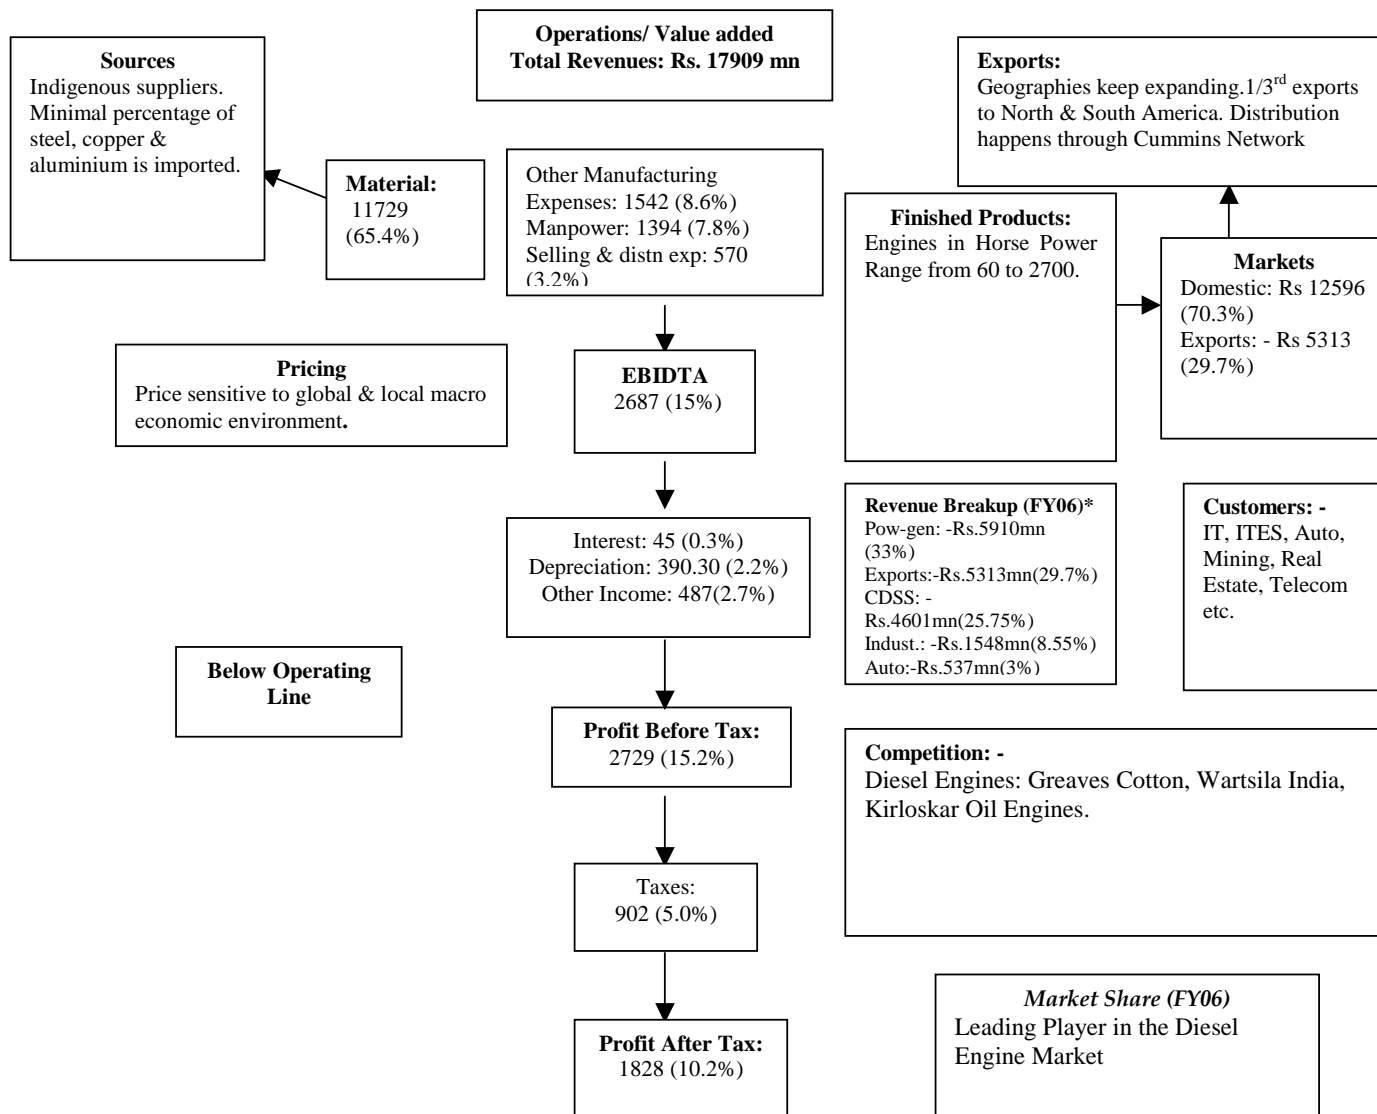 Operations/ Value added
Total Revenues: Rs. 17909 mn
Sources
Indigenous suppliers.
Minimal percentage of
steel, copper &
aluminium is imported.
Material:
11729
(65.4%)
Other Manufacturing
Expenses: 1542 (8.6%)
Manpower: 1394 (7.8%)
Selling & distn exp: 570
(3.2%)
Exports:
Geographies keep expanding.1/3rd exports
to North & South America. Distribution
happens through Cummins Network
Finished Products:
Engines in Horse Power
Range from 60 to 2700.
Markets
Domestic: Rs 12596
(70.3%)
Exports: - Rs 5313
(29.7%)
Pricing
Price sensitive to global & local macro
economic environment.
EBIDTA
2687 (15%)
Interest: 45 (0.3%)
Depreciation: 390.30 (2.2%)
Other Income: 487(2.7%)
Revenue Breakup (FY06)*
Pow-gen: -Rs.5910mn
(33%)
Exports:-Rs.5313mn(29.7%)
CDSS: -
Rs.4601mn(25.75%)
Indust.: -Rs.1548mn(8.55%)
Auto:-Rs.537mn(3%)
Customers: -
IT, ITES, Auto,
Mining, Real
Estate, Telecom
etc.
Below Operating
Line
Profit Before Tax:
2729 (15.2%)
Competition: -
Diesel Engines: Greaves Cotton, Wartsila India,
Kirloskar Oil Engines.
Taxes:
902 (5.0%)
Profit After Tax:
1828 (10.2%)
Market Share (FY06)
Leading Player in the Diesel
Engine Market